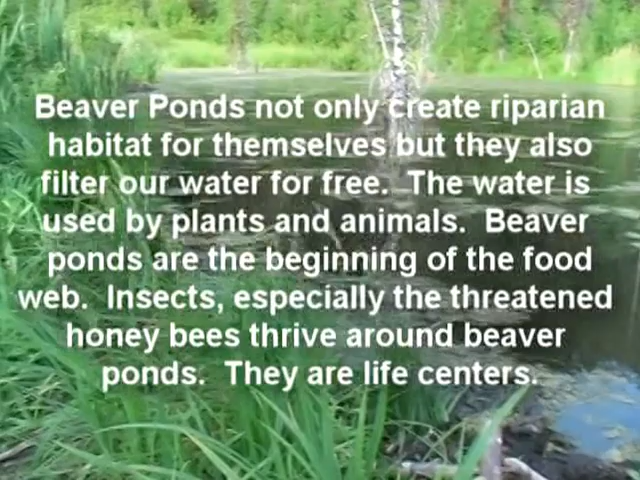 Beaver Ponds not only create riparian
habitat for themselves but they also
filter our water for free.  The water is
used by plants and animals.  Beaver
ponds are the beginning of the food
web.  Insects, especially the threatened
honey bees thrive around beaver
ponds.  They are life centers.